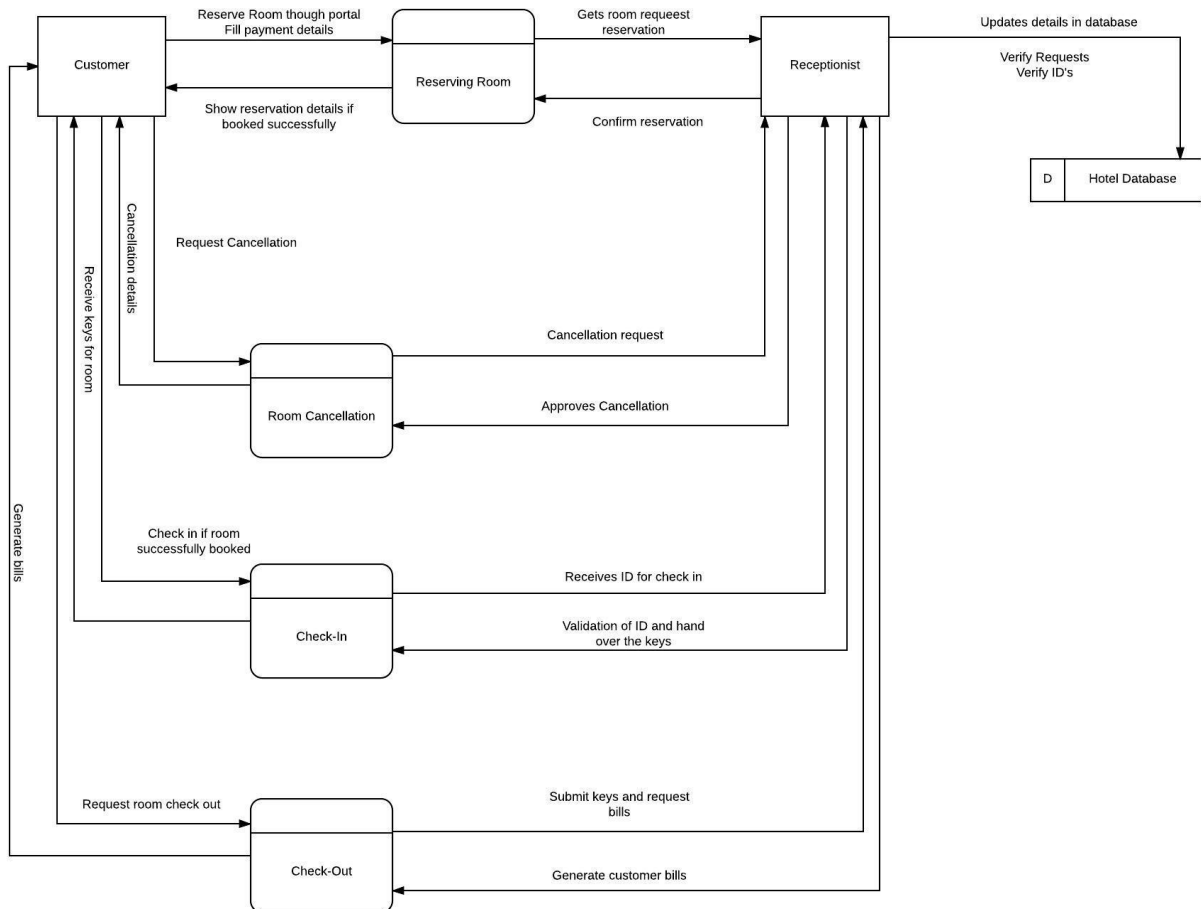 Reserve Room though portal
Fill payment details
Gets room requeest
reservation
Updates details in database
Customer
Reserving Room
Receptionist
Verify Requests
Verify ID's
Show reservation details if
booked successfully
Confirm reservation
D
Hotel Database
Cancellation details
Request Cancellation
Receive keys for room
Cancellation request
Room Cancellation
Approves Cancellation
Generate bills
Check in if room
successfully booked
Receives ID for check in
Check-In
Validation of ID and hand
over the keys
Request room check out
Submit keys and request
bills
Check-Out
Generate customer bills